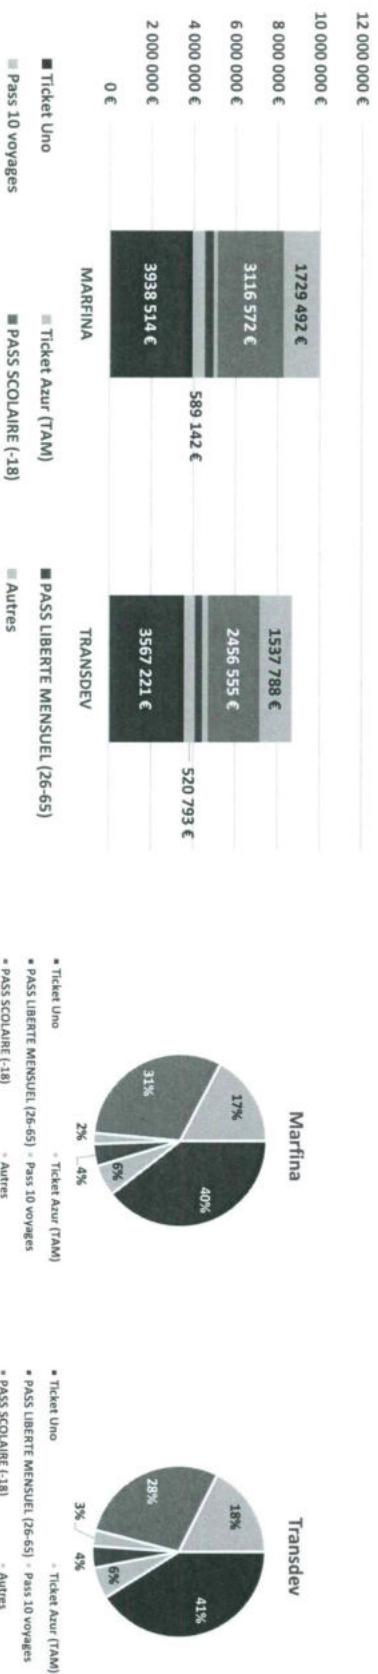 12 000 000 €
10 000 000 €
8 000 000 €
6 000 000 €
4 000 000 €
2 000 000 €
0 €
1729 492 €
3116 572 €
589 142 €
3938 514 €
MARFINA
1537 788 €
2456 555 €
520 793 €
3567 221 €
TRANSDEV
■ Ticket Uno ■ Ticket Azur (TAM) ■ PASS LIBERTE MENSUEL (26-65)
■ Pass 10 voyages ■ PASS SCOLAIRE (-18) ■ Autres
Marfina
17%
31%
40%
6%
4%
2%
▪ Ticket Uno ▪ Ticket Azur (TAM)
▪ PASS LIBERTE MENSUEL (26-65) ▪ Pass 10 voyages
▪ PASS SCOLAIRE (-18) ▪ Autres
Transdev
18%
28%
41%
6%
4%
3%
▪ Ticket Uno ▪ Ticket Azur (TAM)
▪ PASS LIBERTE MENSUEL (26-65) ▪ Pass 10 voyages
▪ PASS SCOLAIRE (-18) ▪ Autres